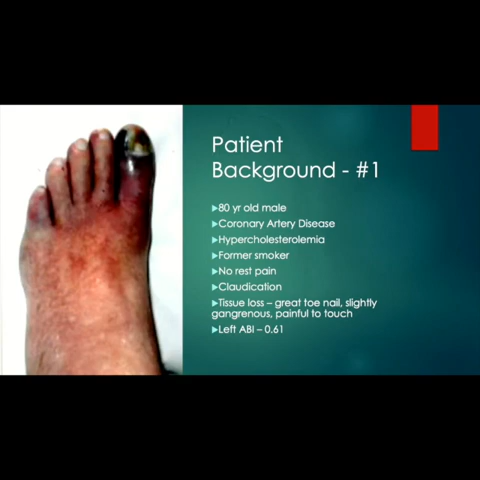 Patient
Background - #1
▶80 yr old male
▶Coronary Artery Disease
▶Hypercholesterolemia
▶Former smoker
▶No rest pain
▶Claudication
▶Tissue loss – great toe nail, slightly
gangrenous, painful to touch
▶Left ABI – 0.61